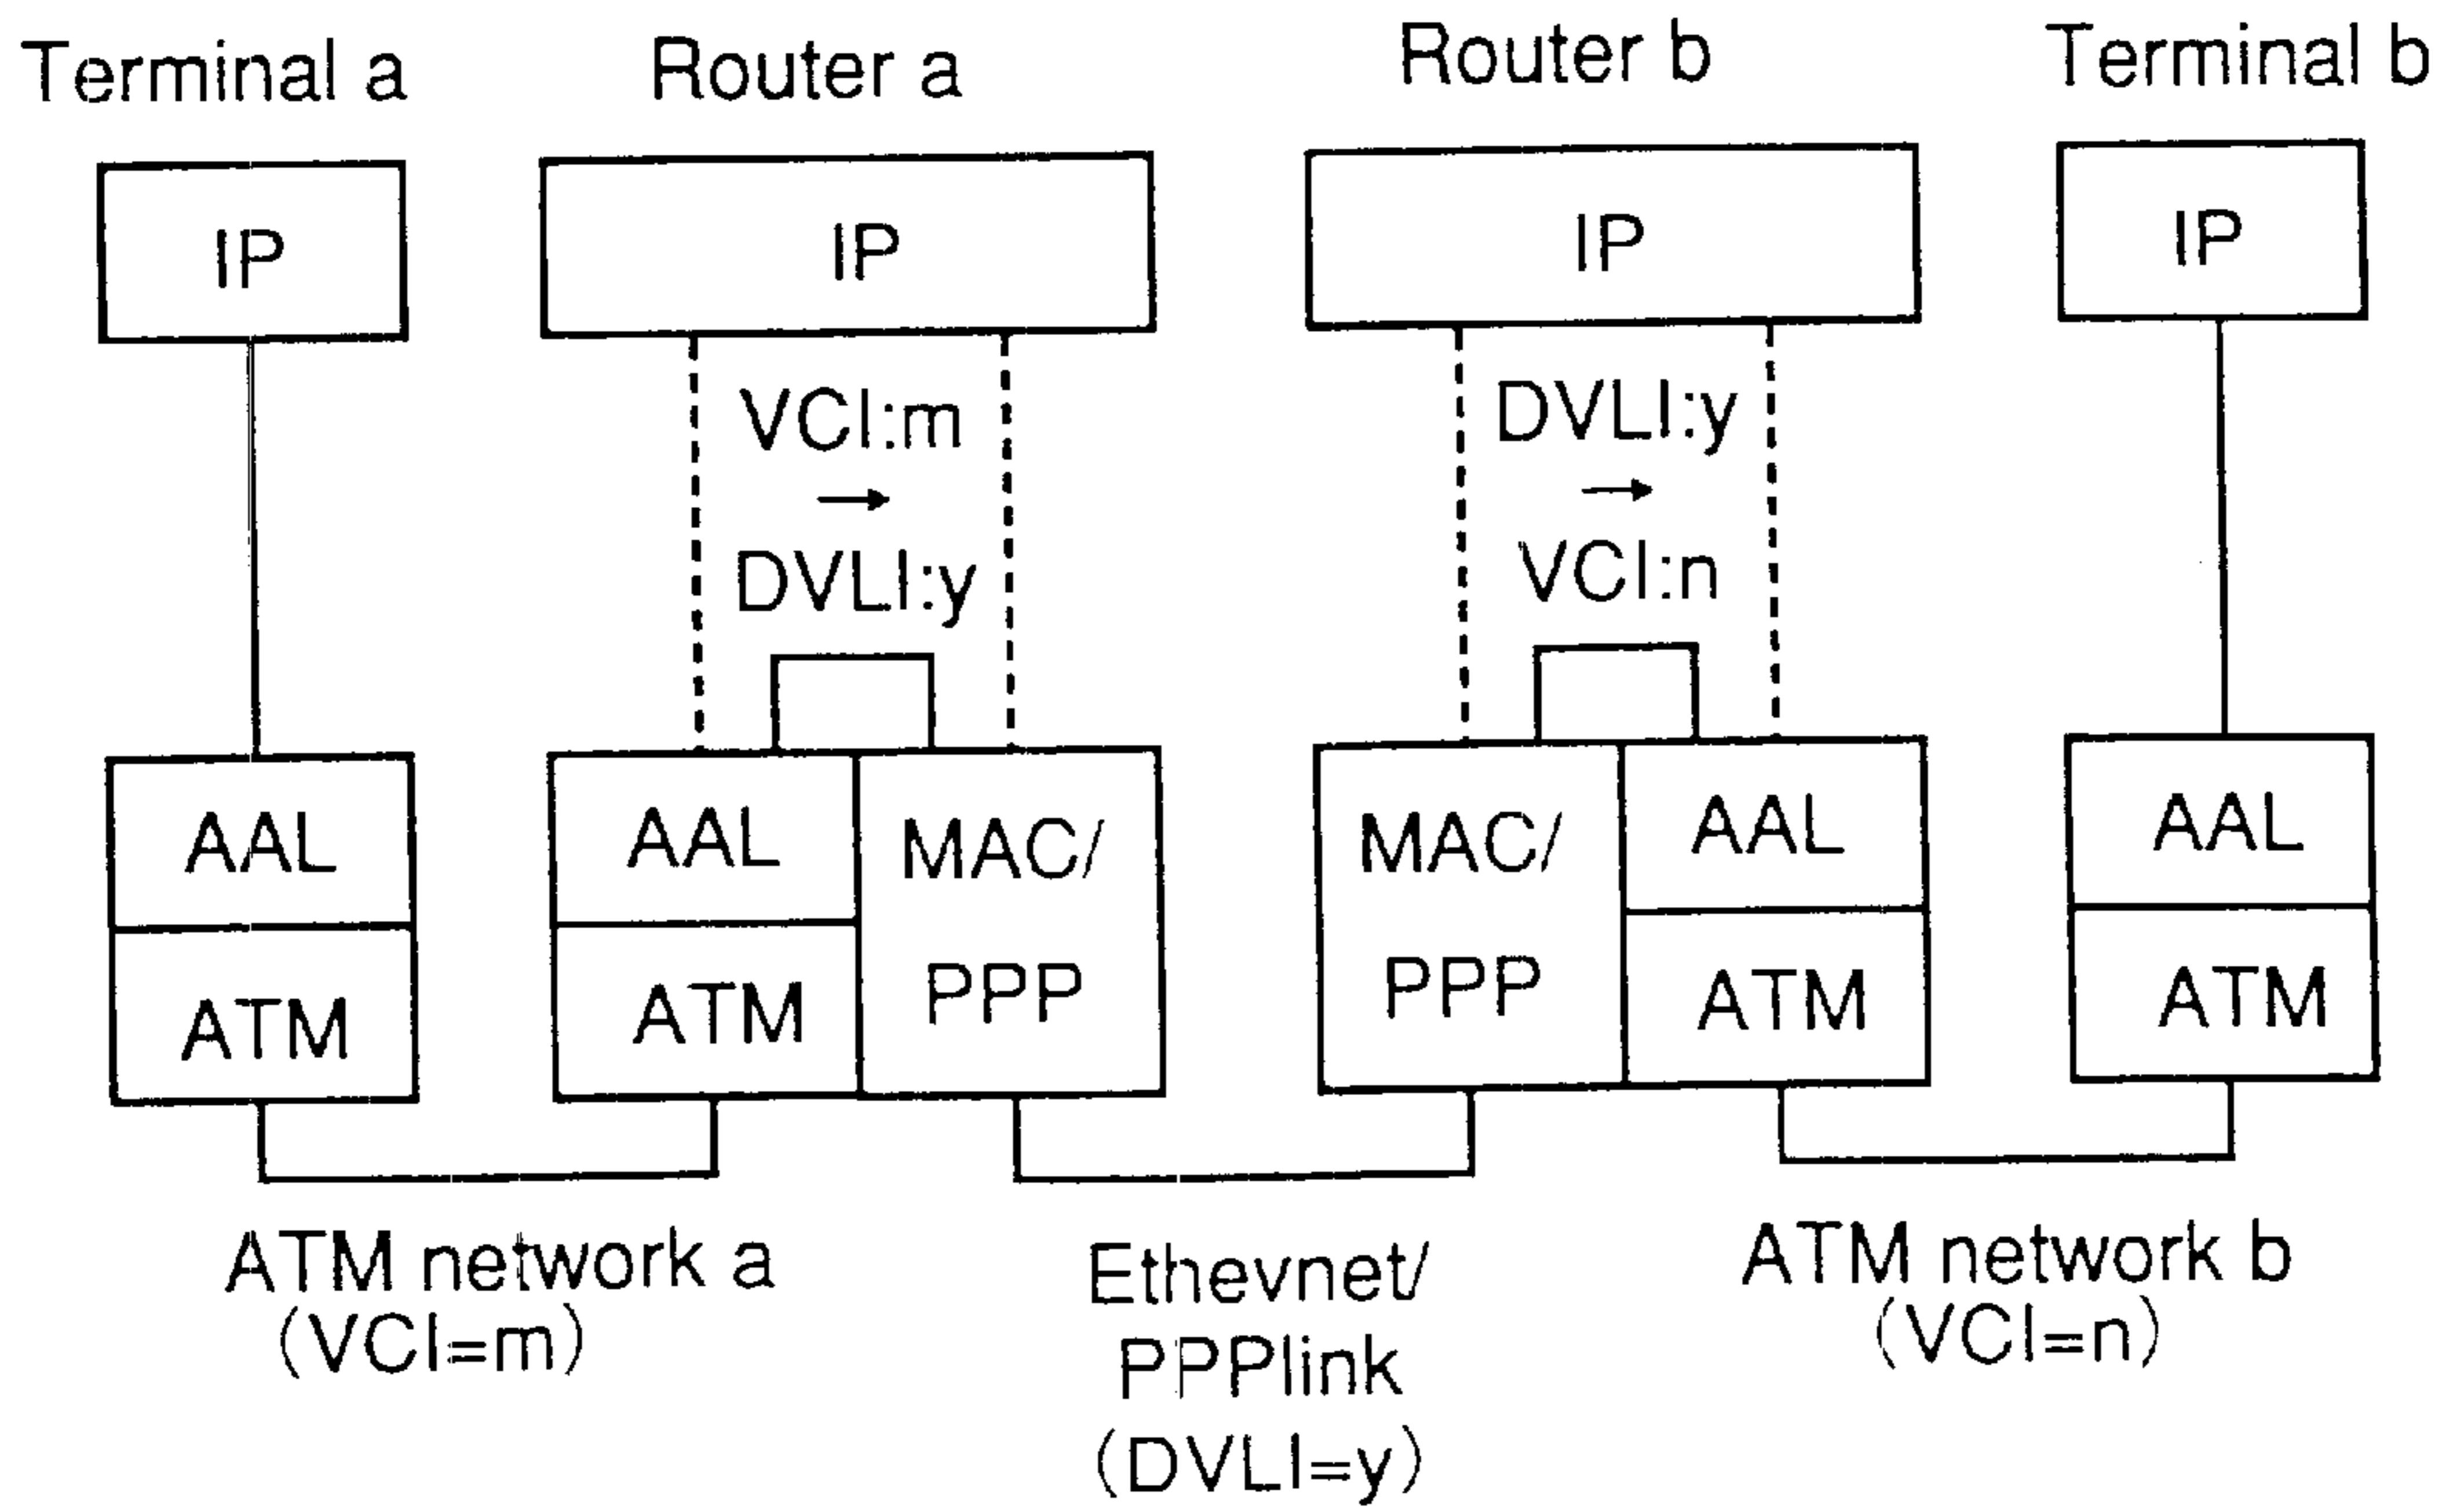 Terminal a
Router a
Router b
Terminal b
IP
IP
IP
IP
VCI:m
→
DVLI:y
DVLI:y
→
VCI:n
AAL
ATM
AAL
ATM
MAC/
PPP
MAC/
PPP
AAL
ATM
AAL
ATM
ATM network a
(VCI=m)
Ethevnet/
PPPlink
(DVLI=y)
ATM network b
(VCI=n)